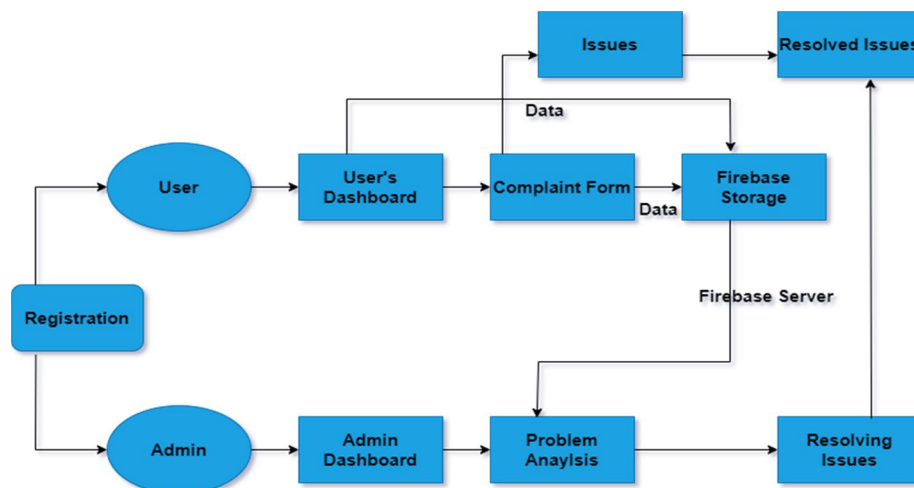 Issues
Resolved Issues
Data
User
User's
Dashboard
Complaint Form
Firebase
Storage
Data
Firebase Server
Registration
Admin
Admin
Dashboard
Problem
Anaylsis
Resolving
Issues